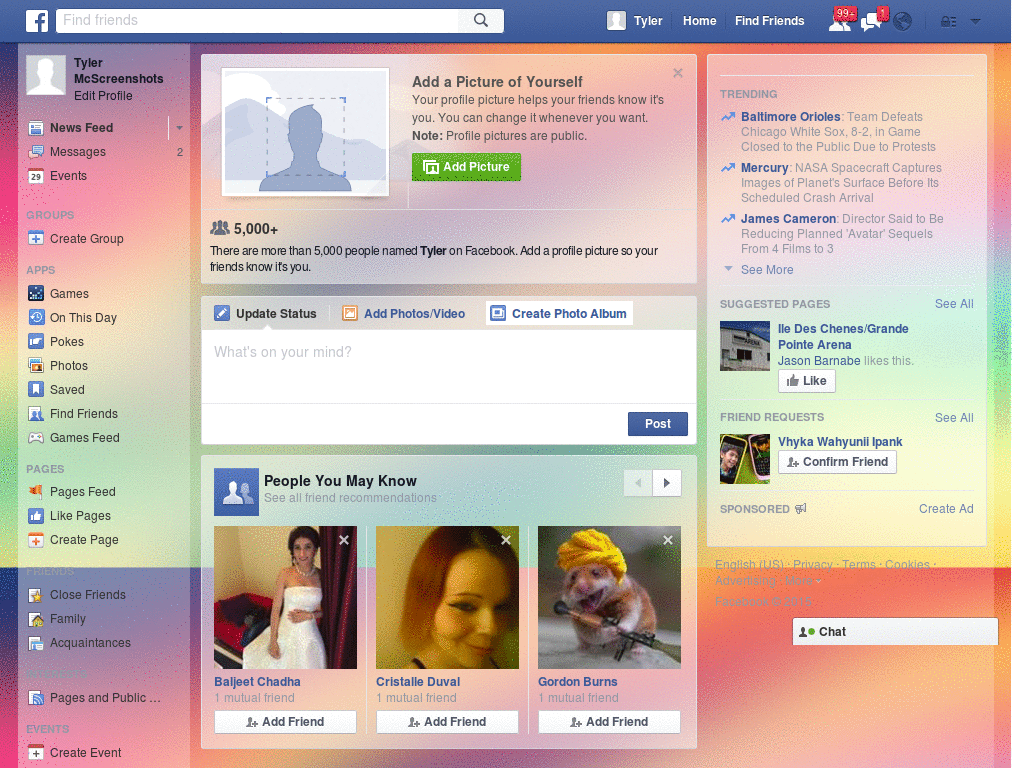 Find friends
Tyler
Home
Find Friends
99+
1
Tyler
McScreenshots
Edit Profile
News Feed
Messages 2
29 Events
GROUPS
Create Group
APPS
Games
On This Day
Pokes
Photos
Saved
Find Friends
Games Feed
PAGES
Pages Feed
Like Pages
Create Page
FRIENDS
Close Friends
Family
Acquaintances
Pages and Public ...
EVENTS
Create Event
Add a Picture of Yourself
Your profile picture helps your friends know it's
you. You can change it whenever you want.
Note: Profile pictures are public.
Add Picture
5,000+
There are more than 5,000 people named Tyler on Facebook. Add a profile picture so your
friends know it's you.
Update Status
Add Photos/Video
Create Photo Album
What's on your mind?
Post
People You May Know
See all friend recommendations
Baljeet Chadha
1 mutual friend
Add Friend
Cristalle Duval
1 mutual friend
Add Friend
Gordon Burns
1 mutual friend
Add Friend
TRENDING
Baltimore Orioles: Team Defeats
Chicago White Sox, 8-2, in Game
Closed to the Public Due to Protests
Mercury: NASA Spacecraft Captures
Images of Planet's Surface Before Its
Scheduled Crash Arrival
James Cameron: Director Said to Be
Reducing Planned 'Avatar' Sequels
From 4 Films to 3
See More
SUGGESTED PAGES See All
ARENA
Ile Des Chenes/Grande
Pointe Arena
Jason Barnabe likes this.
Like
FRIEND REQUESTS See All
Vhyka Wahyunii Ipank
Confirm Friend
SPONSORED Create Ad
English (US) · Privacy · Terms · Cookies ·
Advertising · More
Facebook © 2015
Chat